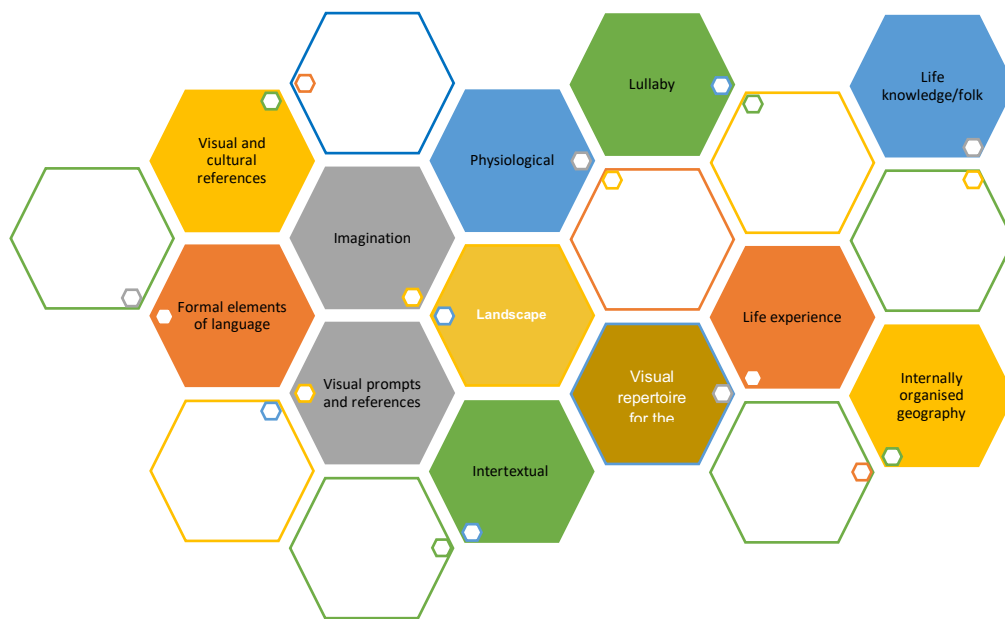 Lullaby
Life
knowledge/folk
Visual and
cultural
references
Physiological
Imagination
Formal elements
of language
Landscape
Life experience
Visual prompts
and references
Visual
repertoire
for the
Internally
organised
geography
Intertextual